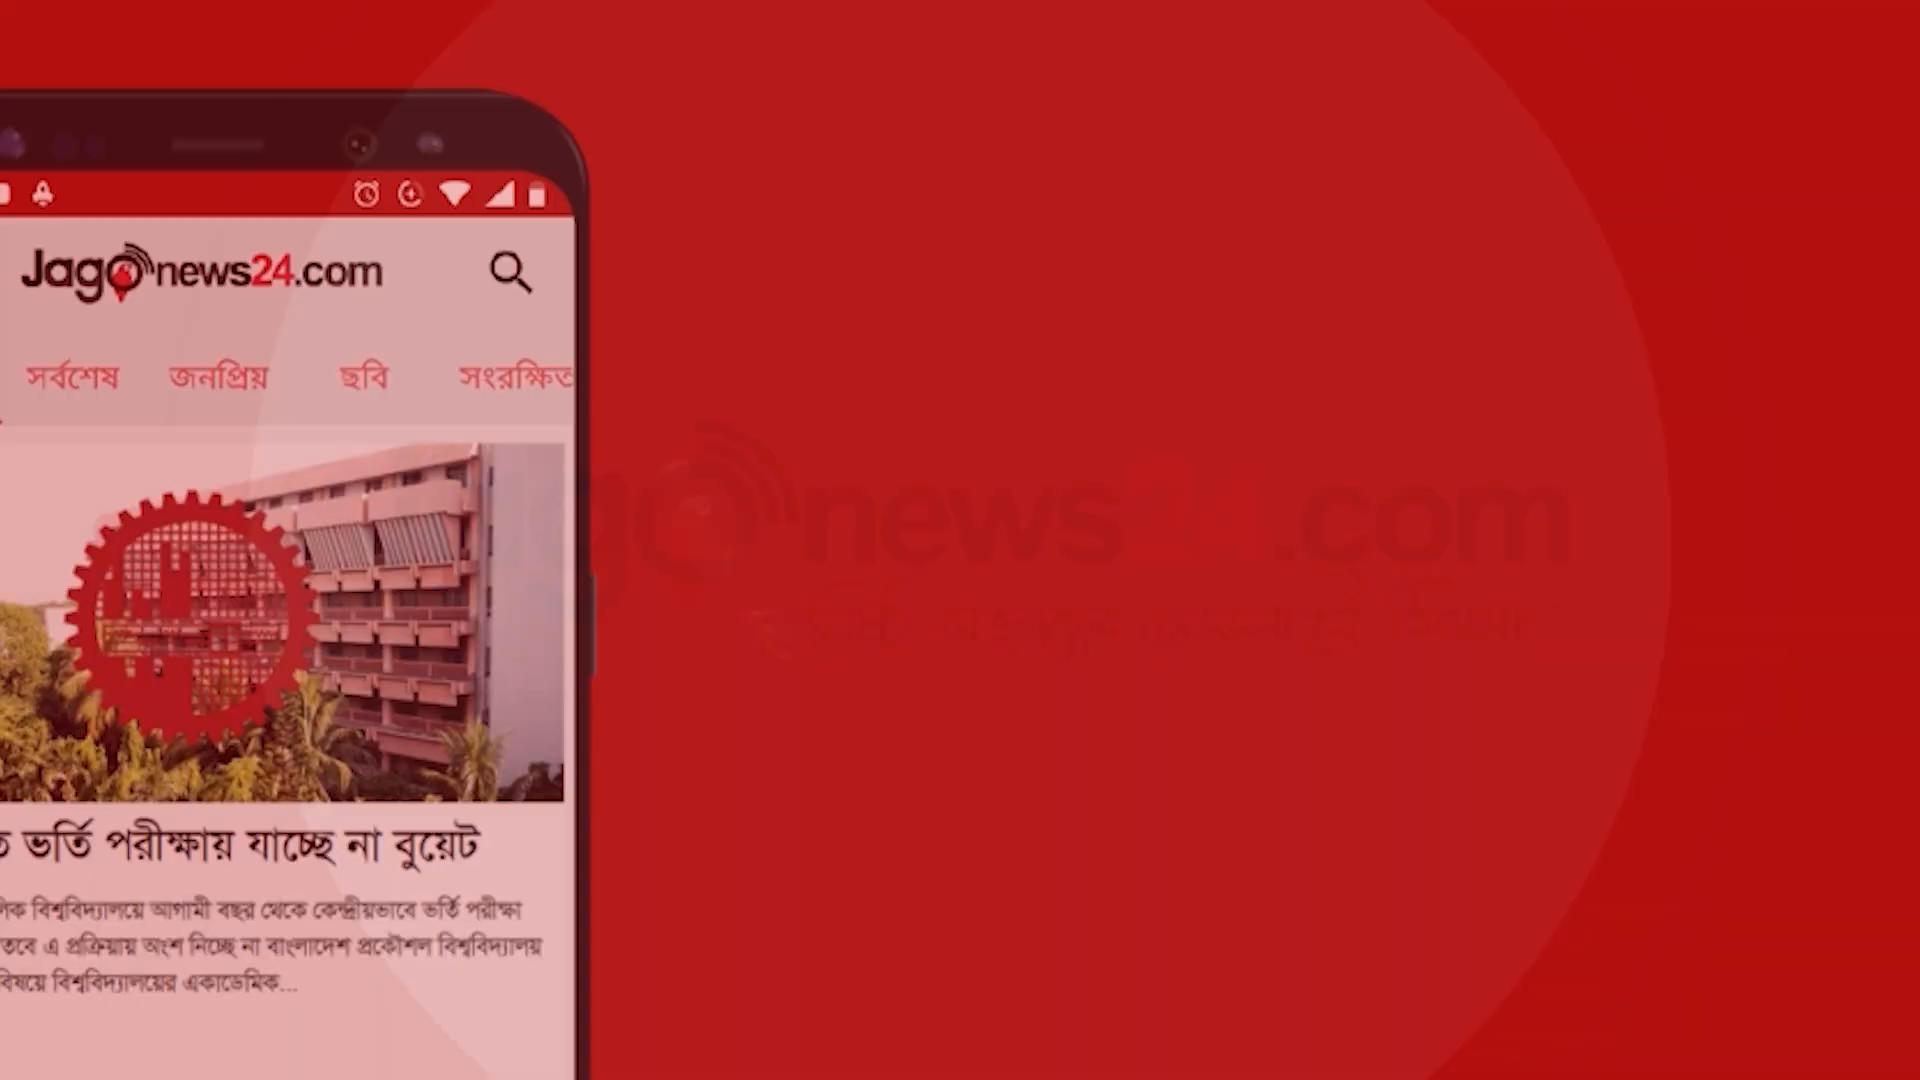 Jagonews24.com
সর্বশেষ জনপ্রিয় ছবি সংরক্ষিত
news24.com
ভর্তি পরীক্ষায় যাচ্ছে না বুয়েট
বিশ্ববিদ্যালয়ে আগামী বছর থেকে কেন্দ্রীয়ভাবে ভর্তি পরীক্ষা
তবে এ প্রক্রিয়ায় অংশ নিচ্ছে না বাংলাদেশ প্রকৌশল বিশ্ববিদ্যালয়
বিষয়ে বিশ্ববিদ্যালয়ের একাডেমিক...